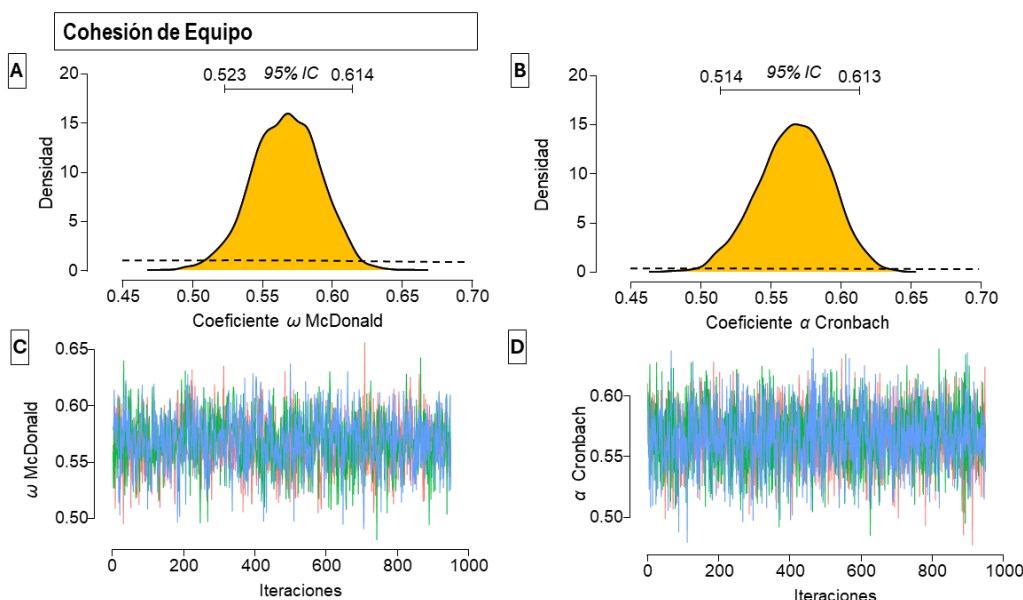 Cohesión de Equipo
A
20
15
10
5
0
Densidad
0.523 95% IC 0.614
0.45 0.50 0.55 0.60 0.65 0.70
Coeficiente ω McDonald
B
20
15
10
5
0
Densidad
0.514 95% IC 0.613
0.45 0.50 0.55 0.60 0.65 0.70
Coeficiente α Cronbach
C
0.65
0.60
0.55
0.50
ω McDonald
0 200 400 600 800 1000
Iteraciones
D
0.60
0.55
0.50
α Cronbach
0 200 400 600 800 1000
Iteraciones